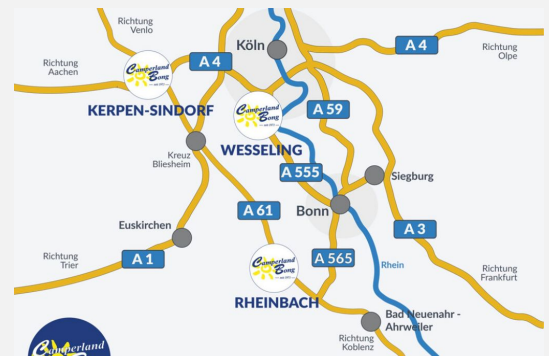 Richtung
Venlo
Köln
A 4
A 4
Richtung
Olpe
Richtung
Aachen
Camperland
Bong
KERPEN-SINDORF
A 59
Camperland
Bong
WESSELING
Kreuz
Bliesheim
A 555
Siegburg
Bonn
A 61
Euskirchen
A 3
A 1
Richtung
Trier
Camperland
Bong
A 565
Rhein
Richtung
Frankfurt
RHEINBACH
Bad Neuenahr -
Ahrweiler
Richtung
Koblenz
Camperland